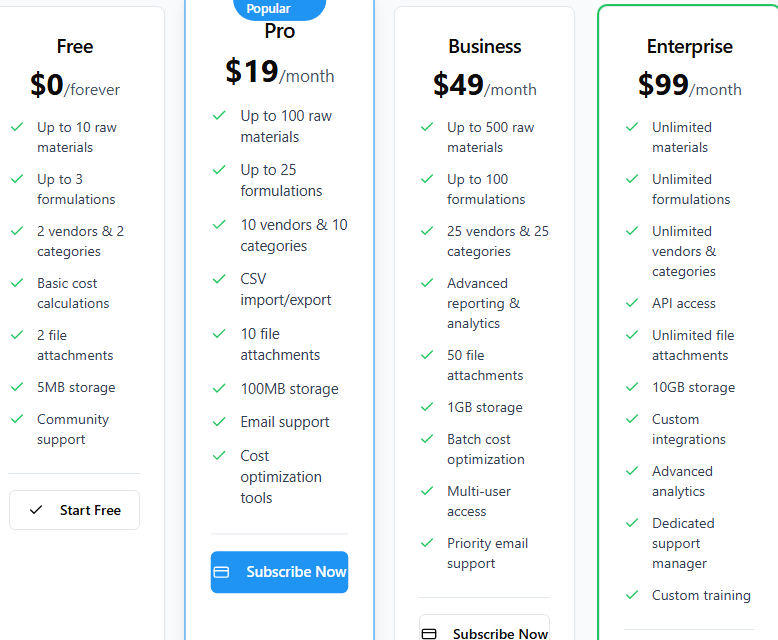 Free
$0/forever
Up to 10 raw
materials
Up to 3
formulations
2 vendors & 2
categories
Basic cost
calculations
2 file
attachments
5MB storage
Community
support
Start Free
Popular
Pro
$19/month
Up to 100 raw
materials
Up to 25
formulations
10 vendors & 10
categories
CSV
import/export
10 file
attachments
100MB storage
Email support
Cost
optimization
tools
Subscribe Now
Business
$49/month
Up to 500 raw
materials
Up to 100
formulations
25 vendors & 25
categories
Advanced
reporting &
analytics
50 file
attachments
1GB storage
Batch cost
optimization
Multi-user
access
Priority email
support
Subscribe Now
Enterprise
$99/month
Unlimited
materials
Unlimited
formulations
Unlimited
vendors &
categories
API access
Unlimited file
attachments
10GB storage
Custom
integrations
Advanced
analytics
Dedicated
support
manager
Custom training